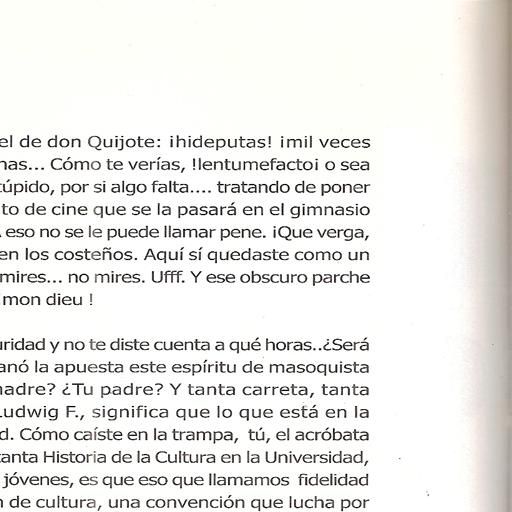 el de don Quijote: ¡hideputas! ¡mil veces
nas... Cómo te verías, !lentumefacto¡ o sea
túpido, por si algo falta.... tratando de poner
to de cine que se la pasará en el gimnasio
eso no se le puede llamar pene. ¡Que verga,
en los costeños. Aquí sí quedaste como un
mires... no mires. Ufff. Y ese obscuro parche
¡mon dieu !
uridad y no te diste cuenta a qué horas..¿Será
anó la apuesta este espíritu de masoquista
nadre? ¿Tu padre? Y tanta carreta, tanta
Ludwig F., significa que lo que está en la
d. Cómo caíste en la trampa, tú, el acróbata
tanta Historia de la Cultura en la Universidad,
jóvenes, es que eso que llamamos fidelidad
n de cultura, una convención que lucha por